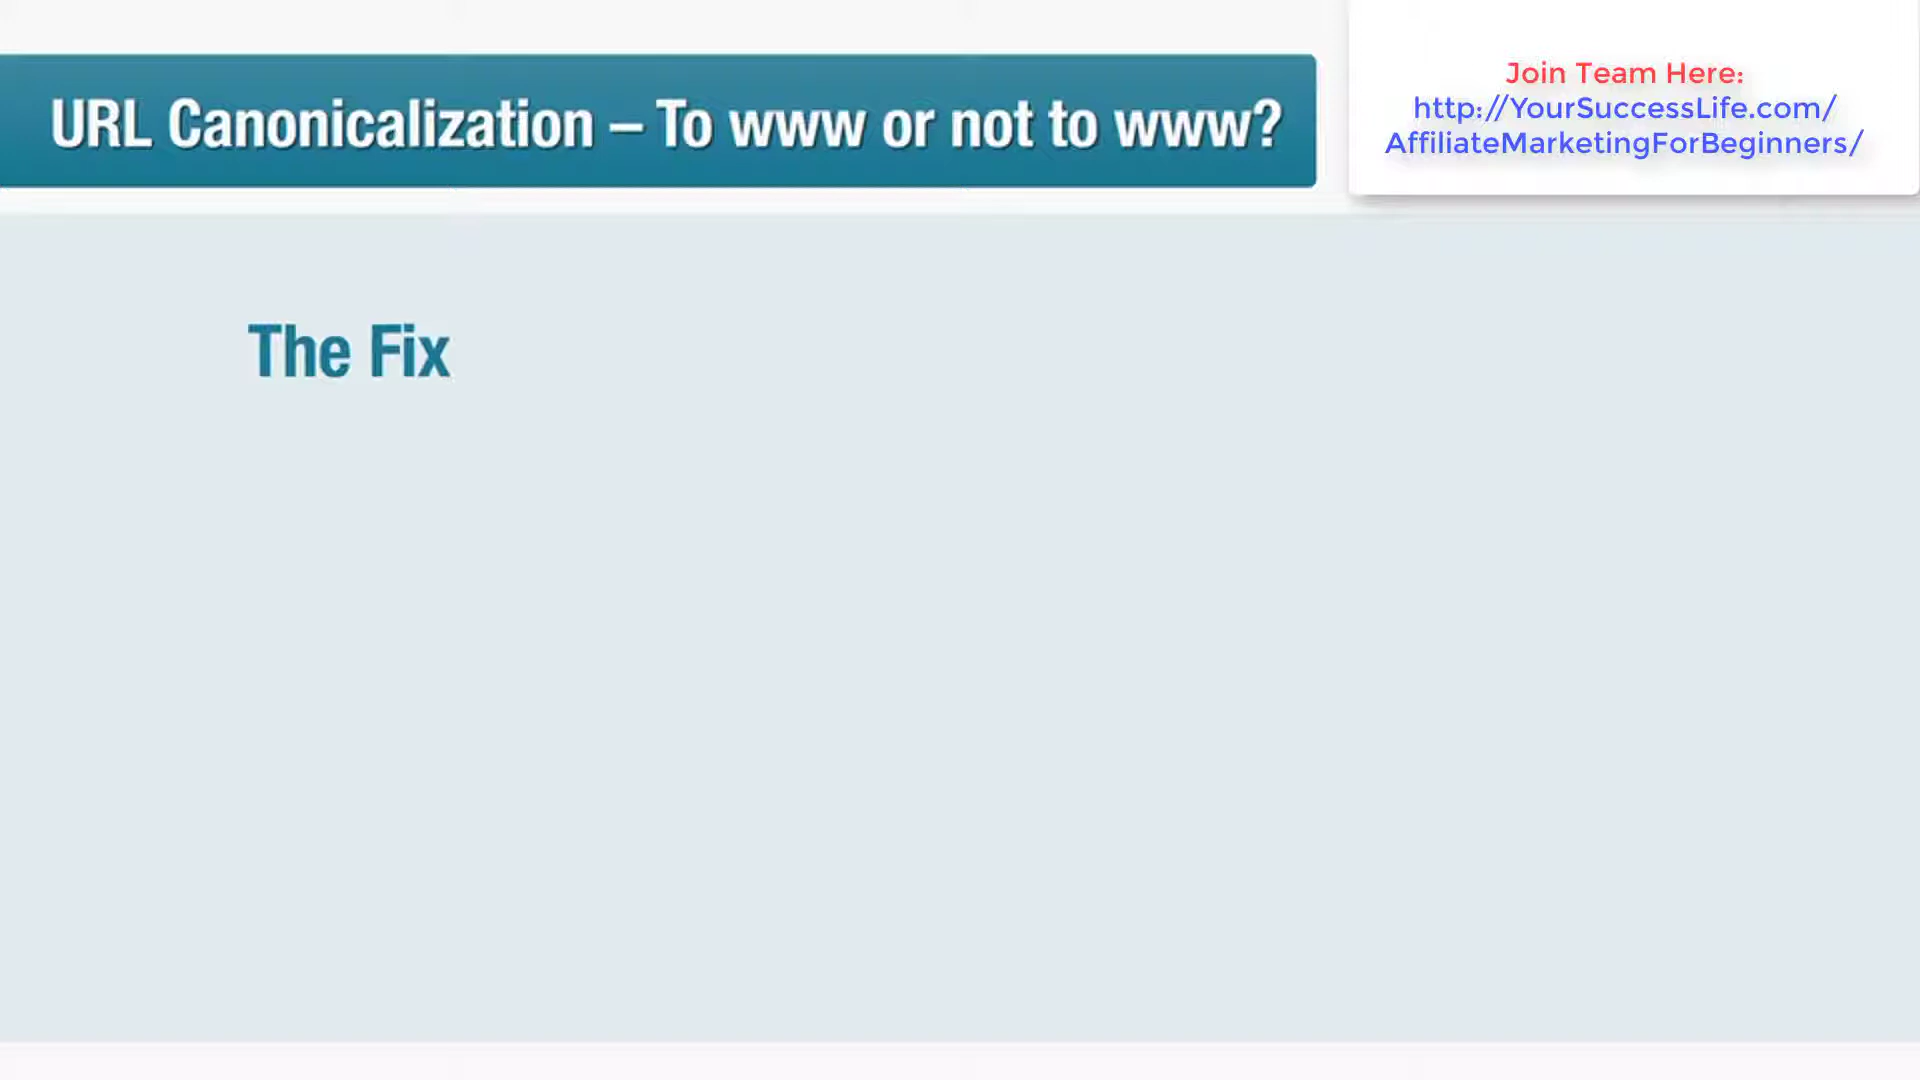 URL Canonicalization – To www or not to www?
Join Team Here:
http://YourSuccessLife.com/
AffiliateMarketingForBeginners/
The Fix